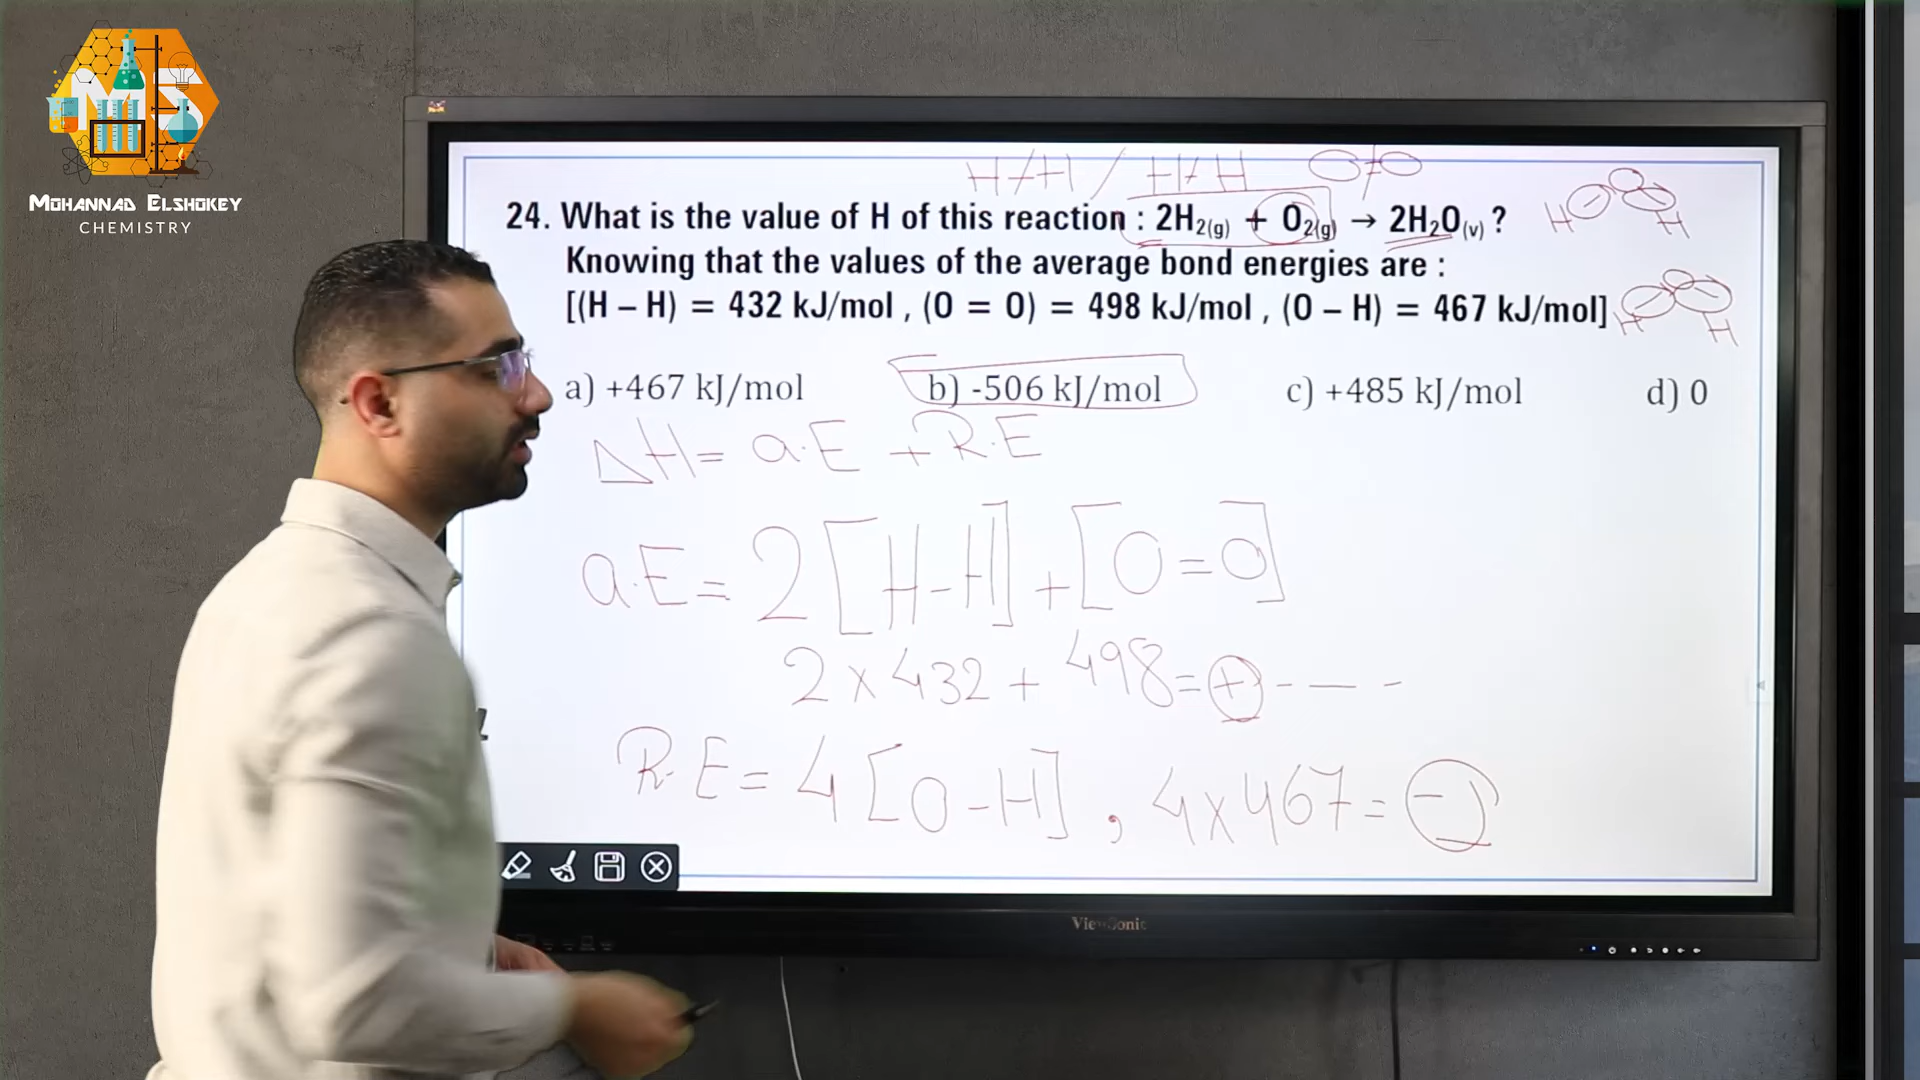 MS
MOHANNAD ELSHOKEY
CHEMISTRY
H-H / H-H O=O
24. What is the value of H of this reaction : 2H₂(g) + O₂(g) → 2H₂O(v) ?
H O H
Knowing that the values of the average bond energies are :
[(H – H) = 432 kJ/mol , (O = O) = 498 kJ/mol , (O – H) = 467 kJ/mol]
H O H
a) +467 kJ/mol b) -506 kJ/mol c) +485 kJ/mol d) 0
ΔH= a.E + R.E
a.E = 2 [H-H] + [O=O]
2 x 432 + 498 = + - — -
R.E = 4 [O-H] , 4x467 = -
ViewSonic